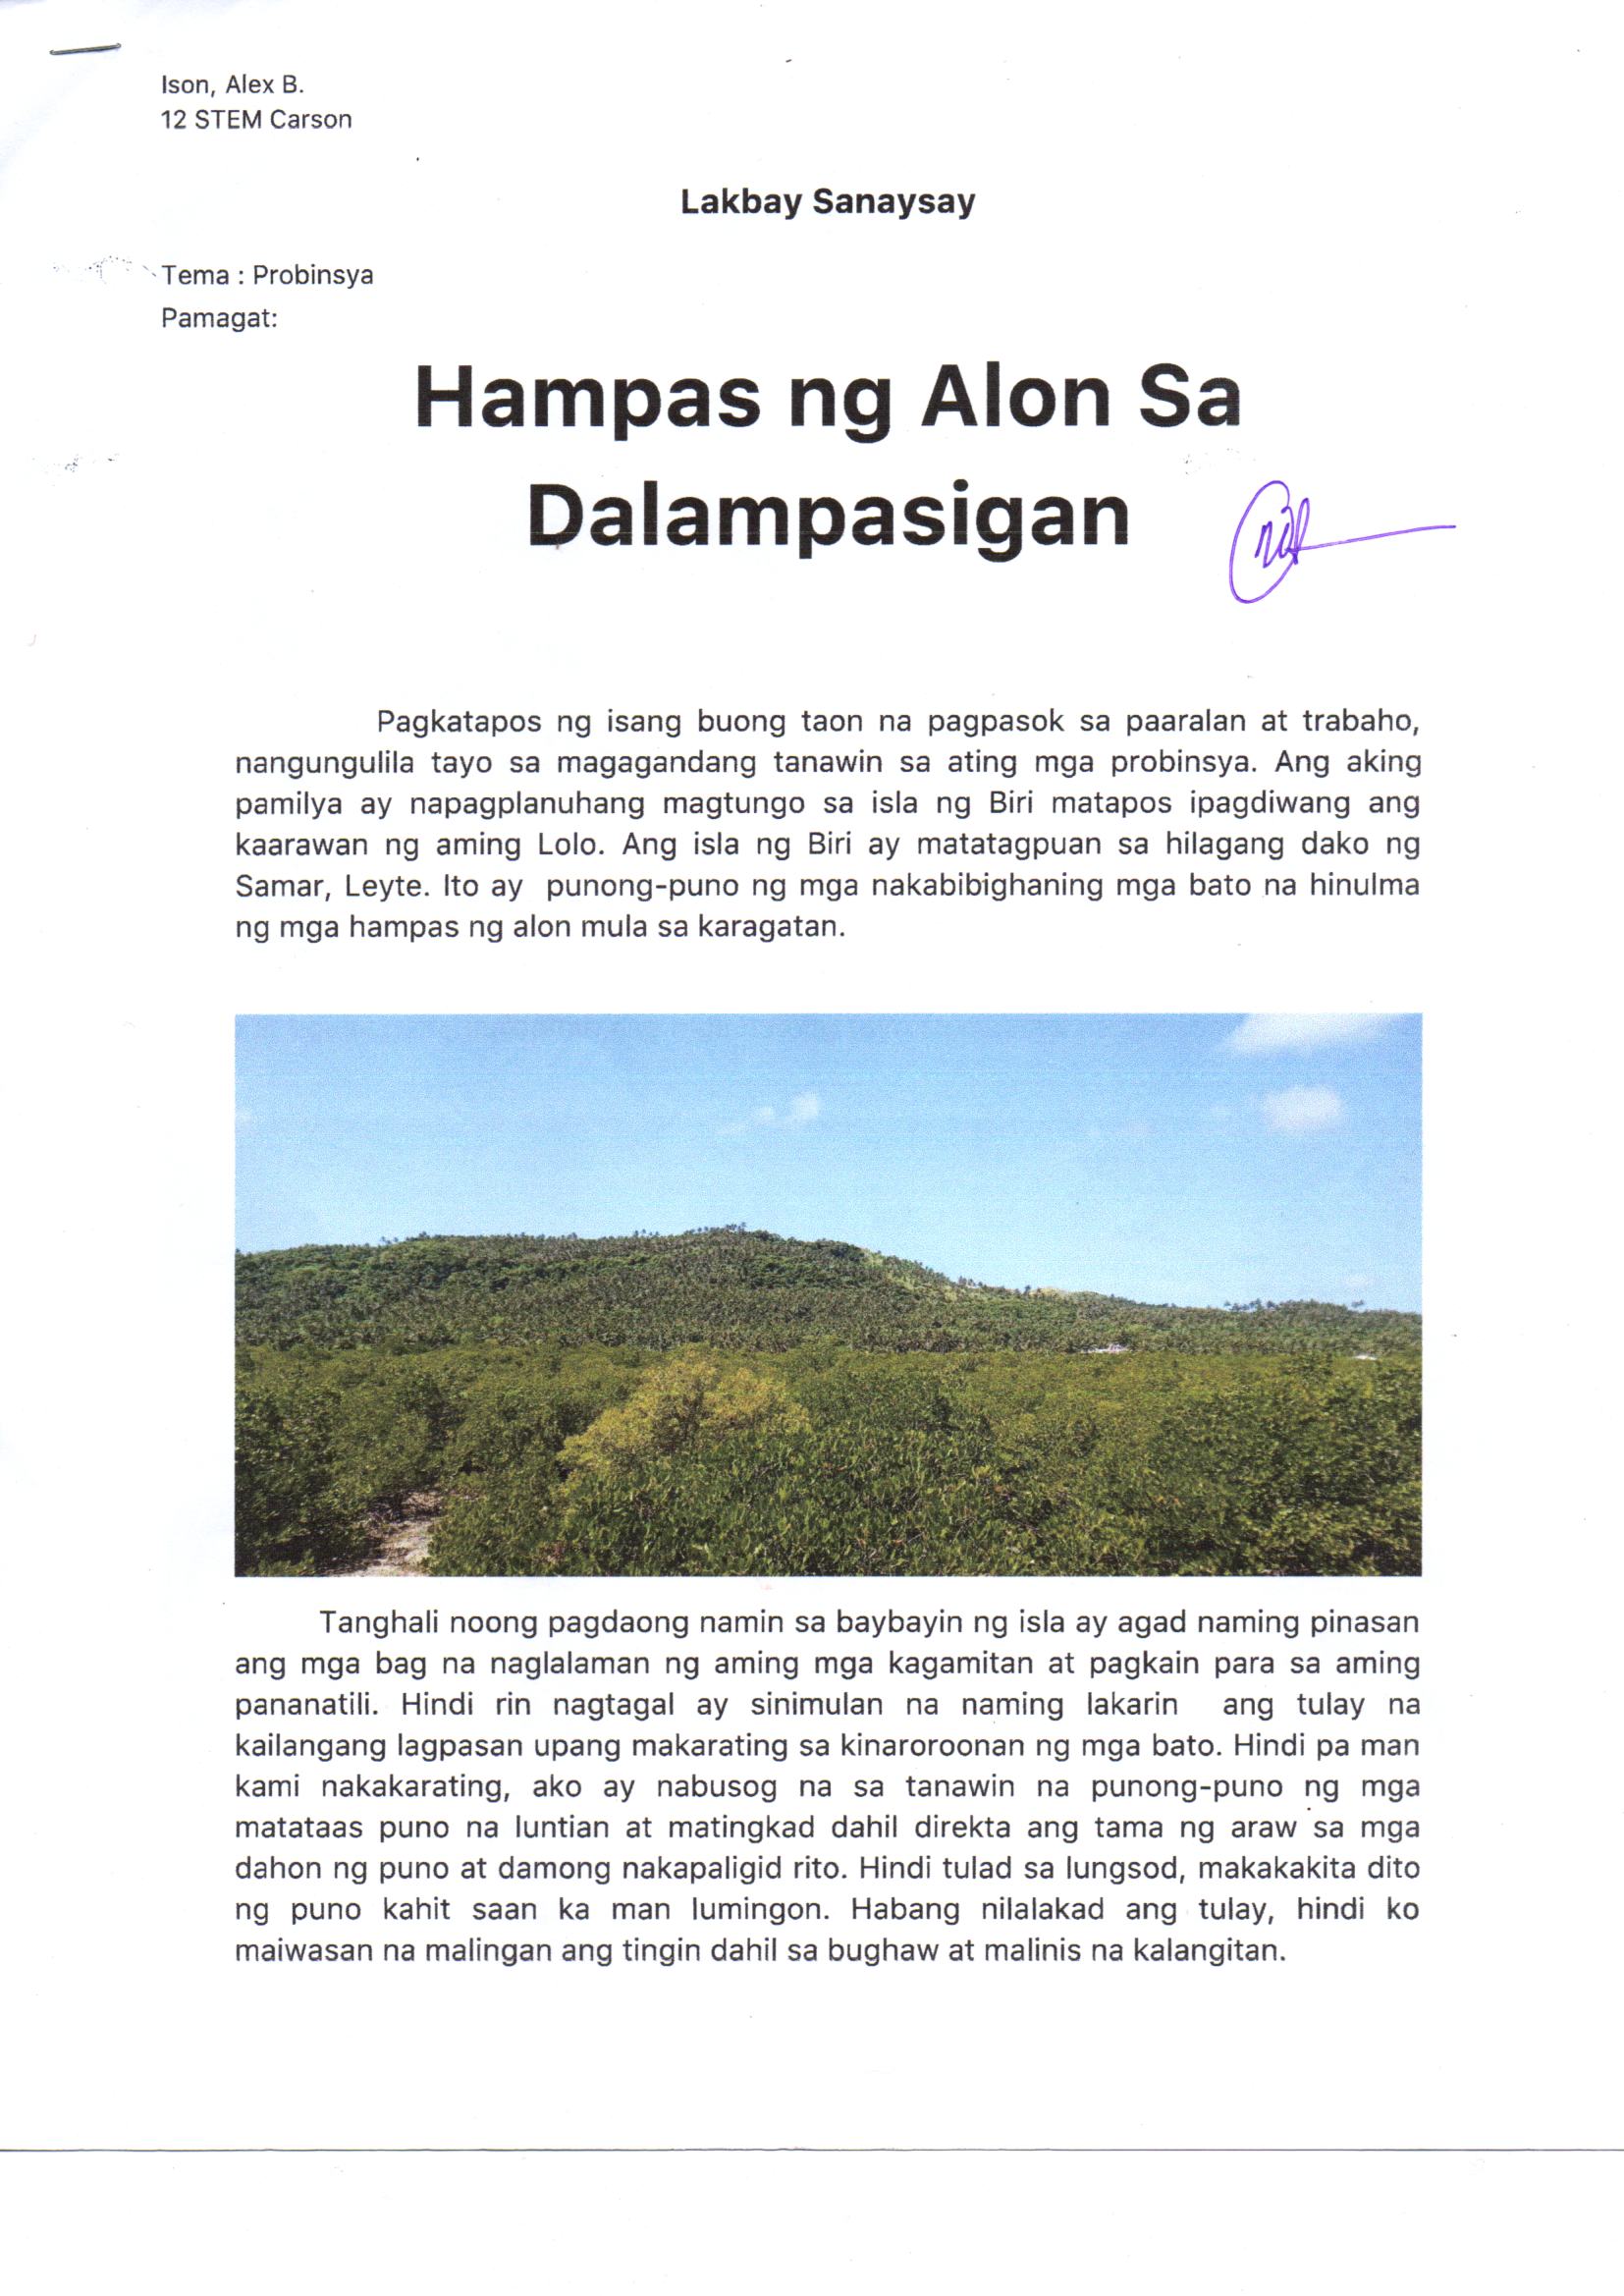 Ison, Alex B.
12 STEM Carson
Lakbay Sanaysay
Tema : Probinsya
Pamagat:
Hampas ng Alon Sa
Dalampasigan
Pagkatapos ng isang buong taon na pagpasok sa paaralan at trabaho,
nangungulila tayo sa magagandang tanawin sa ating mga probinsya. Ang aking
pamilya ay napagplanuhang magtungo sa isla ng Biri matapos ipagdiwang ang
kaarawan ng aming Lolo. Ang isla ng Biri ay matatagpuan sa hilagang dako ng
Samar, Leyte. Ito ay  punong-puno ng mga nakabibighaning mga bato na hinulma
ng mga hampas ng alon mula sa karagatan.
Tanghali noong pagdaong namin sa baybayin ng isla ay agad naming pinasan
ang mga bag na naglalaman ng aming mga kagamitan at pagkain para sa aming
pananatili. Hindi rin nagtagal ay sinimulan na naming lakarin  ang tulay na
kailangang lagpasan upang makarating sa kinaroroonan ng mga bato. Hindi pa man
kami nakakarating, ako ay nabusog na sa tanawin na punong-puno ng mga
matataas puno na luntian at matingkad dahil direkta ang tama ng araw sa mga
dahon ng puno at damong nakapaligid rito. Hindi tulad sa lungsod, makakakita dito
ng puno kahit saan ka man lumingon. Habang nilalakad ang tulay, hindi ko
maiwasan na malingan ang tingin dahil sa bughaw at malinis na kalangitan.